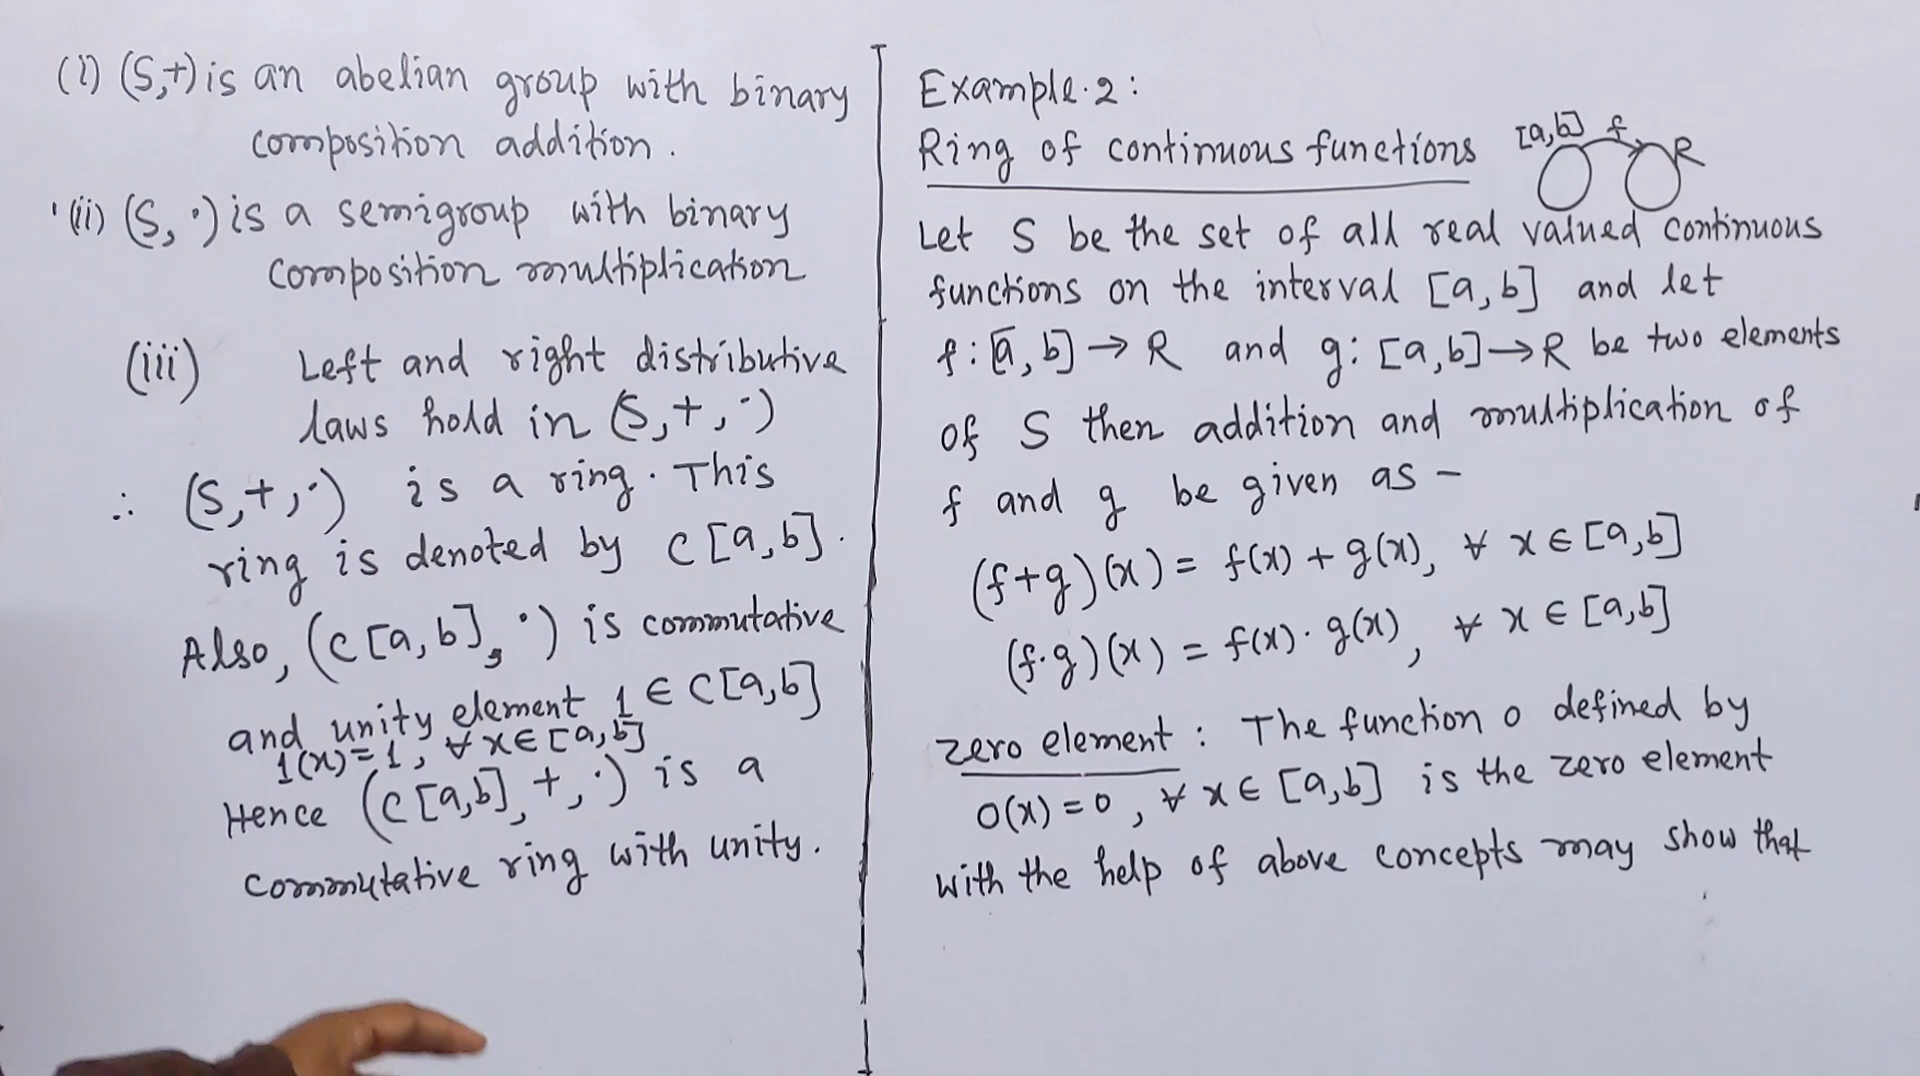 (i) (S,+) is an abelian group with binary
composition addition.
(ii) (S, ·) is a semigroup with binary
composition multiplication
(iii) Left and right distributive
laws hold in (S,+,·)
∴ (S,+,·) is a ring. This
ring is denoted by C[a,b].
Also, (C[a,b], ·) is commutative
and unity element 1 ∈ C[a,b]
1(x)=1, ∀ x∈[a,b]
Hence (C[a,b], +, ·) is a
commutative ring with unity.
Example.2:
Ring of continuous functions
[a,b] f R
Let S be the set of all real valued continuous
functions on the interval [a,b] and let
f:[a,b]→R and g:[a,b]→R be two elements
of S then addition and multiplication of
f and g be given as -
(f+g)(x) = f(x) + g(x), ∀ x ∈ [a,b]
(f·g)(x) = f(x)·g(x), ∀ x ∈ [a,b]
zero element: The function 0 defined by
0(x) = 0, ∀ x ∈ [a,b] is the zero element
with the help of above concepts may show that